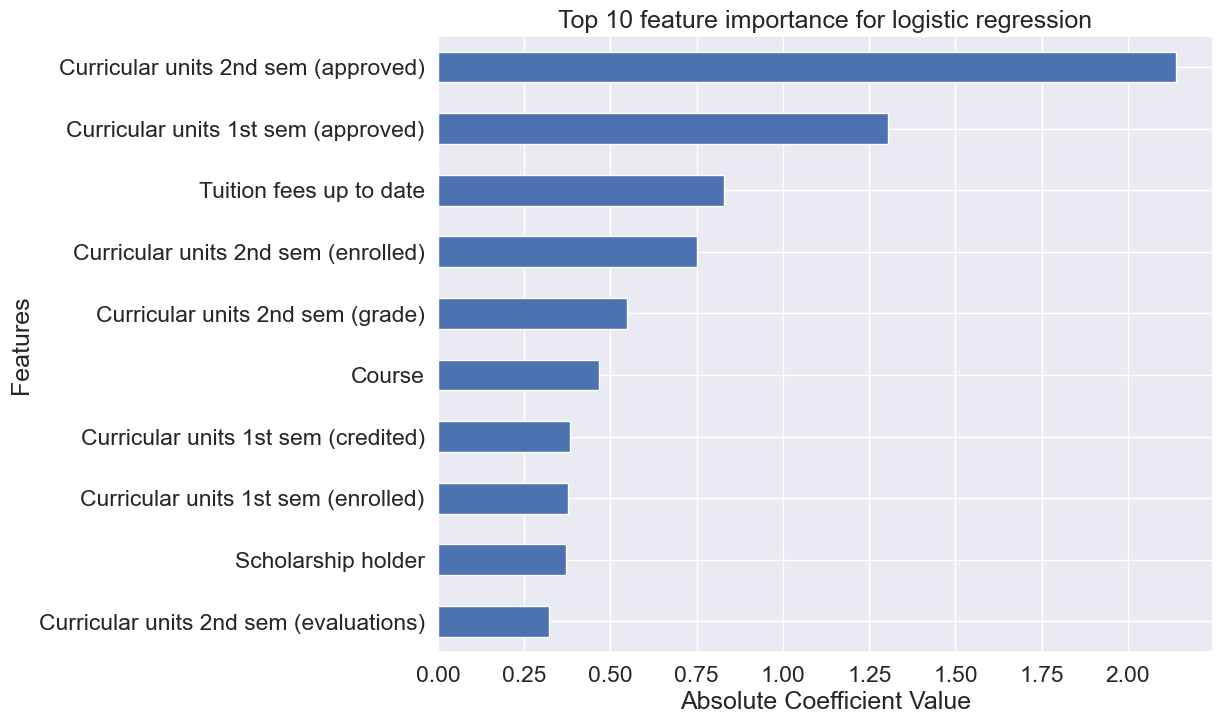 Top 10 feature importance for logistic regression
Features
Curricular units 2nd sem (approved)
Curricular units 1st sem (approved)
Tuition fees up to date
Curricular units 2nd sem (enrolled)
Curricular units 2nd sem (grade)
Course
Curricular units 1st sem (credited)
Curricular units 1st sem (enrolled)
Scholarship holder
Curricular units 2nd sem (evaluations)
0.00 0.25 0.50 0.75 1.00 1.25 1.50 1.75 2.00
Absolute Coefficient Value